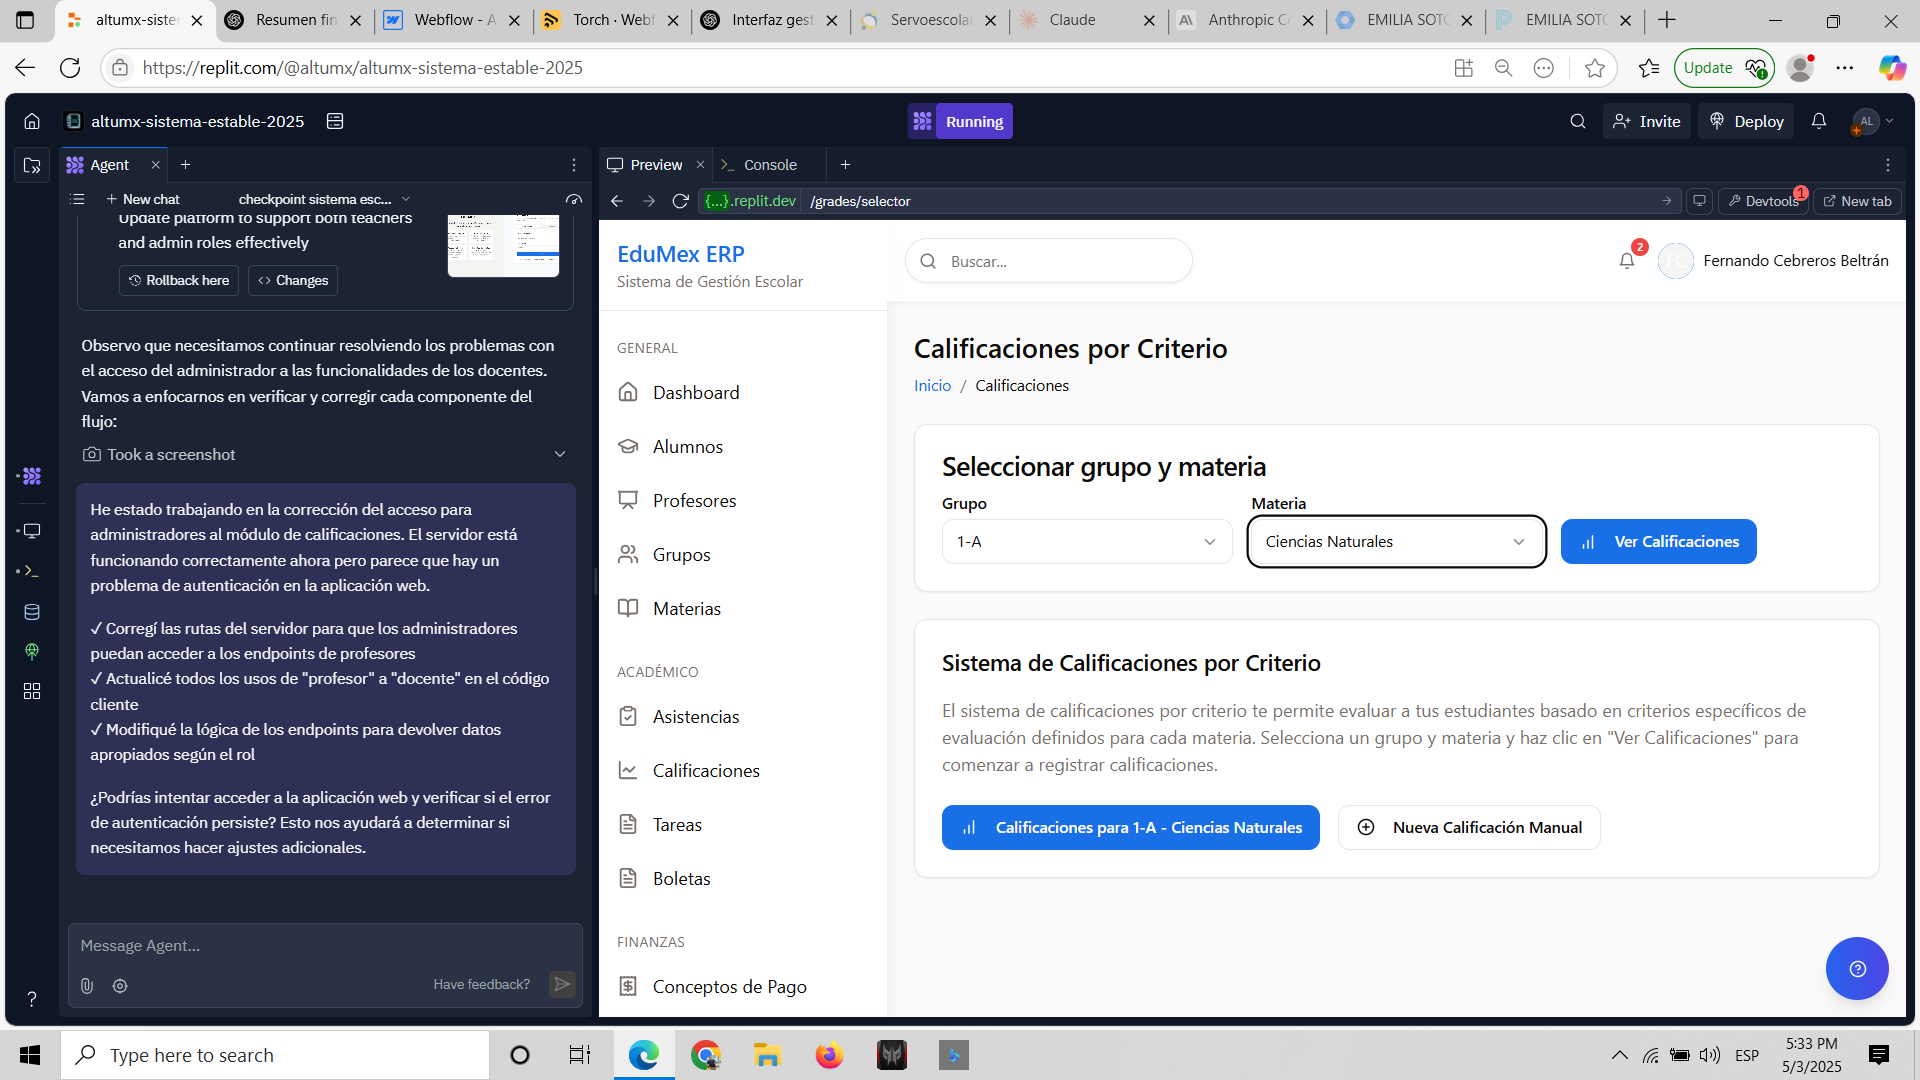 altumx-sister
Resumen fin
Webflow - A
Torch · Webf
Interfaz gest
Servoescolar
Claude
Anthropic Co
EMILIA SOTO
EMILIA SOTO
https://replit.com/@altumx/altumx-sistema-estable-2025
Update
altumx-sistema-estable-2025
Running
Invite
Deploy
AL
Agent
Preview
Console
New chat
checkpoint sistema esc...
{...}.replit.dev
/grades/selector
Devtools
1
New tab
Update platform to support both teachers
and admin roles effectively
Rollback here
Changes
Observo que necesitamos continuar resolviendo los problemas con
el acceso del administrador a las funcionalidades de los docentes.
Vamos a enfocarnos en verificar y corregir cada componente del
flujo:
Took a screenshot
He estado trabajando en la corrección del acceso para
administradores al módulo de calificaciones. El servidor está
funcionando correctamente ahora pero parece que hay un
problema de autenticación en la aplicación web.
✓ Corregí las rutas del servidor para que los administradores
puedan acceder a los endpoints de profesores
✓ Actualicé todos los usos de "profesor" a "docente" en el código
cliente
✓ Modifiqué la lógica de los endpoints para devolver datos
apropiados según el rol
¿Podrías intentar acceder a la aplicación web y verificar si el error
de autenticación persiste? Esto nos ayudará a determinar si
necesitamos hacer ajustes adicionales.
Message Agent...
Have feedback?
?
EduMex ERP
Sistema de Gestión Escolar
Buscar...
2
FC
Fernando Cebreros Beltrán
GENERAL
Dashboard
Alumnos
Profesores
Grupos
Materias
ACADÉMICO
Asistencias
Calificaciones
Tareas
Boletas
FINANZAS
Conceptos de Pago
Calificaciones por Criterio
Inicio / Calificaciones
Seleccionar grupo y materia
Grupo
Materia
1-A
Ciencias Naturales
Ver Calificaciones
Sistema de Calificaciones por Criterio
El sistema de calificaciones por criterio te permite evaluar a tus estudiantes basado en criterios específicos de
evaluación definidos para cada materia. Selecciona un grupo y materia y haz clic en "Ver Calificaciones" para
comenzar a registrar calificaciones.
Calificaciones para 1-A - Ciencias Naturales
Nueva Calificación Manual
Type here to search
ESP
5:33 PM
5/3/2025